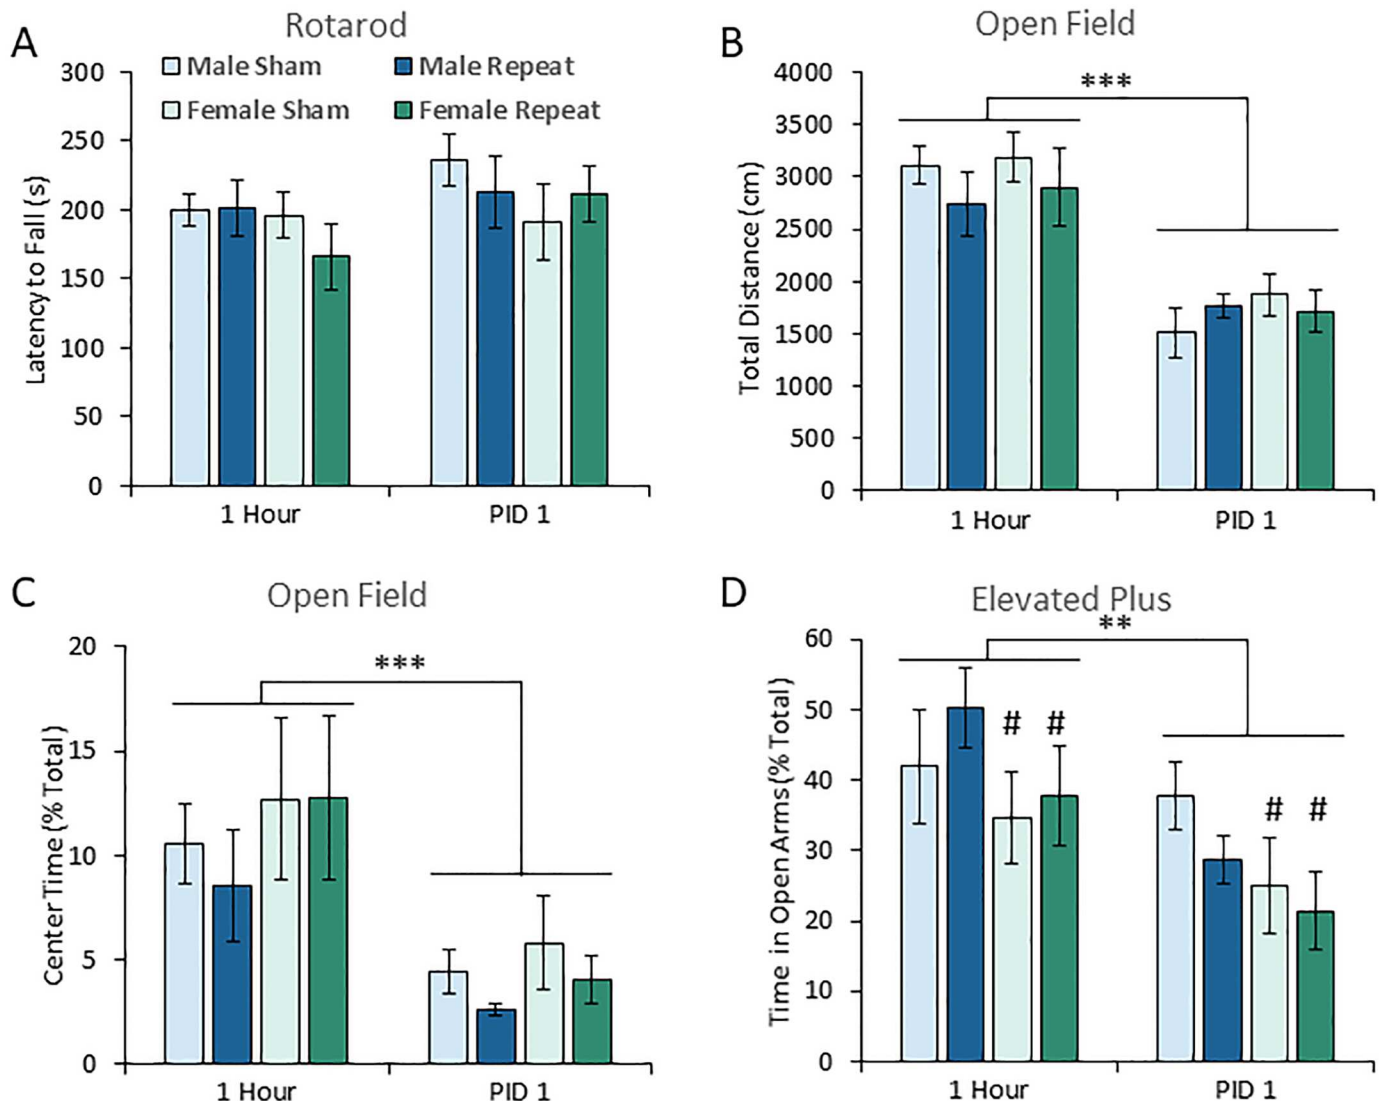 A
Rotarod
Male Sham
Male Repeat
Female Sham
Female Repeat
Latency to Fall (s)
300
250
200
150
100
50
0
1 Hour
PID 1
B
Open Field
***
Total Distance (cm)
4000
3500
3000
2500
2000
1500
1000
500
0
1 Hour
PID 1
C
Open Field
***
Center Time (% Total)
20
15
10
5
0
1 Hour
PID 1
D
Elevated Plus
**
Time in Open Arms (% Total)
60
50
40
30
20
10
0
# #
# #
1 Hour
PID 1